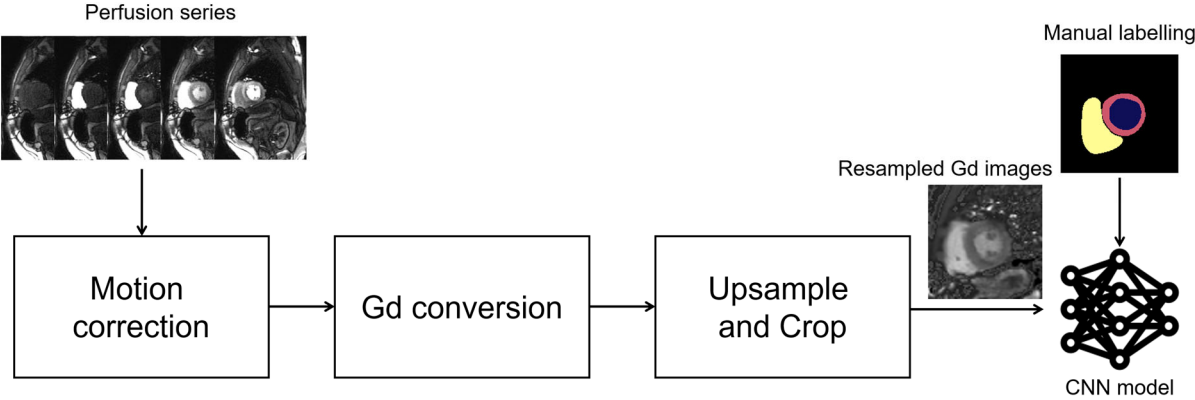 Perfusion series
Motion
correction
Gd conversion
Upsample
and Crop
Resampled Gd images
Manual labelling
CNN model